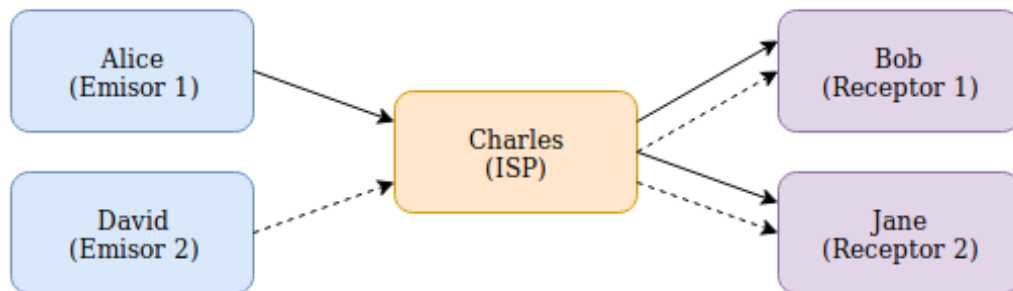 Alice
(Emisor 1)
David
(Emisor 2)
Charles
(ISP)
Bob
(Receptor 1)
Jane
(Receptor 2)